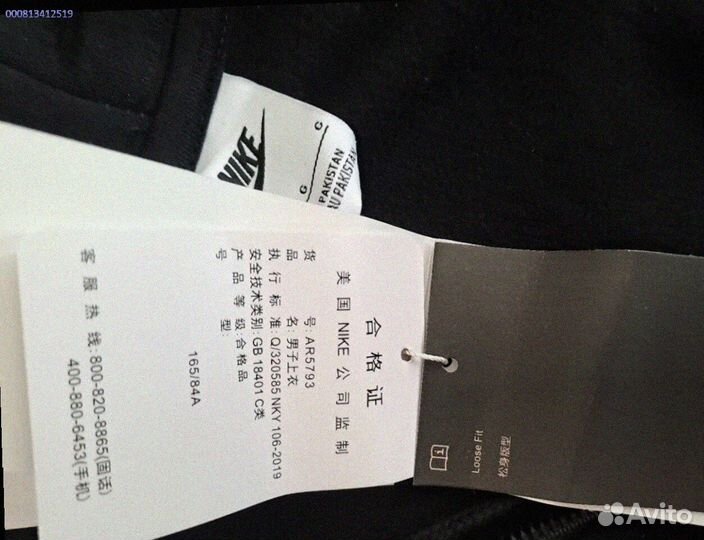 000813412519
NIKE
G
G
PAKISTAN
AU PAKISTAN
合格证
美国 NIKE 公司监制
货 号: AR5793
品 名: 男子上衣
执行标准: Q/320585 NKY 106-2019
安全技术类别: GB 18401 C类
产品等级: 合格品
号 型:
165/84A
客服热线: 800-820-8865(固话)
400-880-6453(手机)
Loose Fit
松身版型
Avito